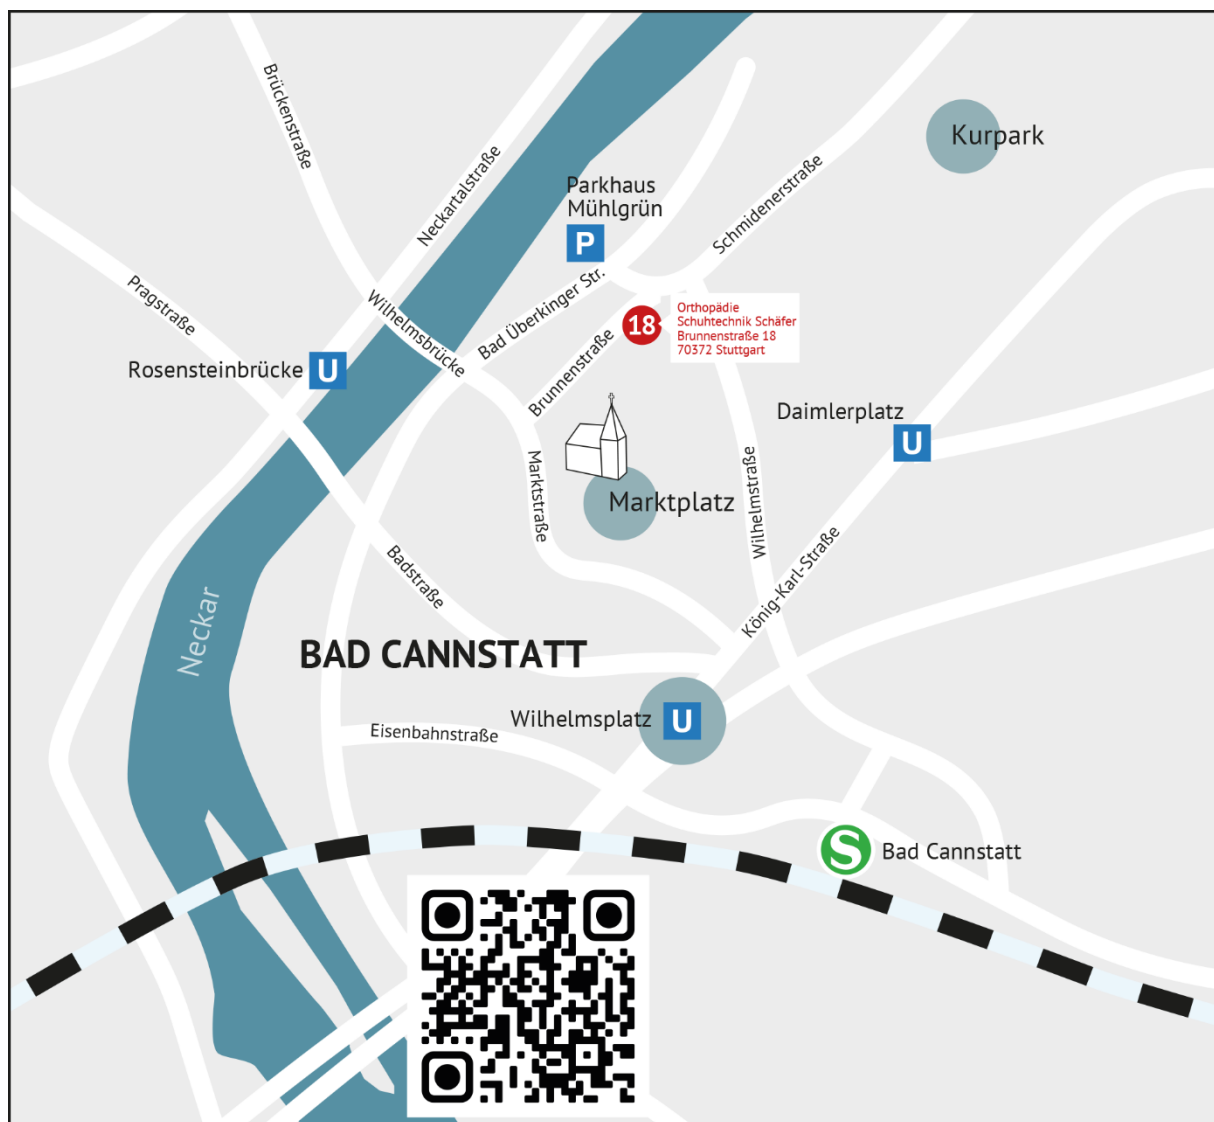 Brückenstraße
Neckartalstraße
Kurpark
Parkhaus
Mühlgrün
P
Schmidenerstraße
Pragstraße
Wilhelmsbrücke
Bad Überkinger Str.
18
Orthopädie
Schuhtechnik Schäfer
Brunnenstraße 18
70372 Stuttgart
Rosensteinbrücke
U
Brunnenstraße
Daimlerplatz
U
Marktstraße
Marktplatz
Wilhelmstraße
Badstraße
König-Karl-Straße
Neckar
BAD CANNSTATT
Wilhelmsplatz
U
Eisenbahnstraße
S
Bad Cannstatt